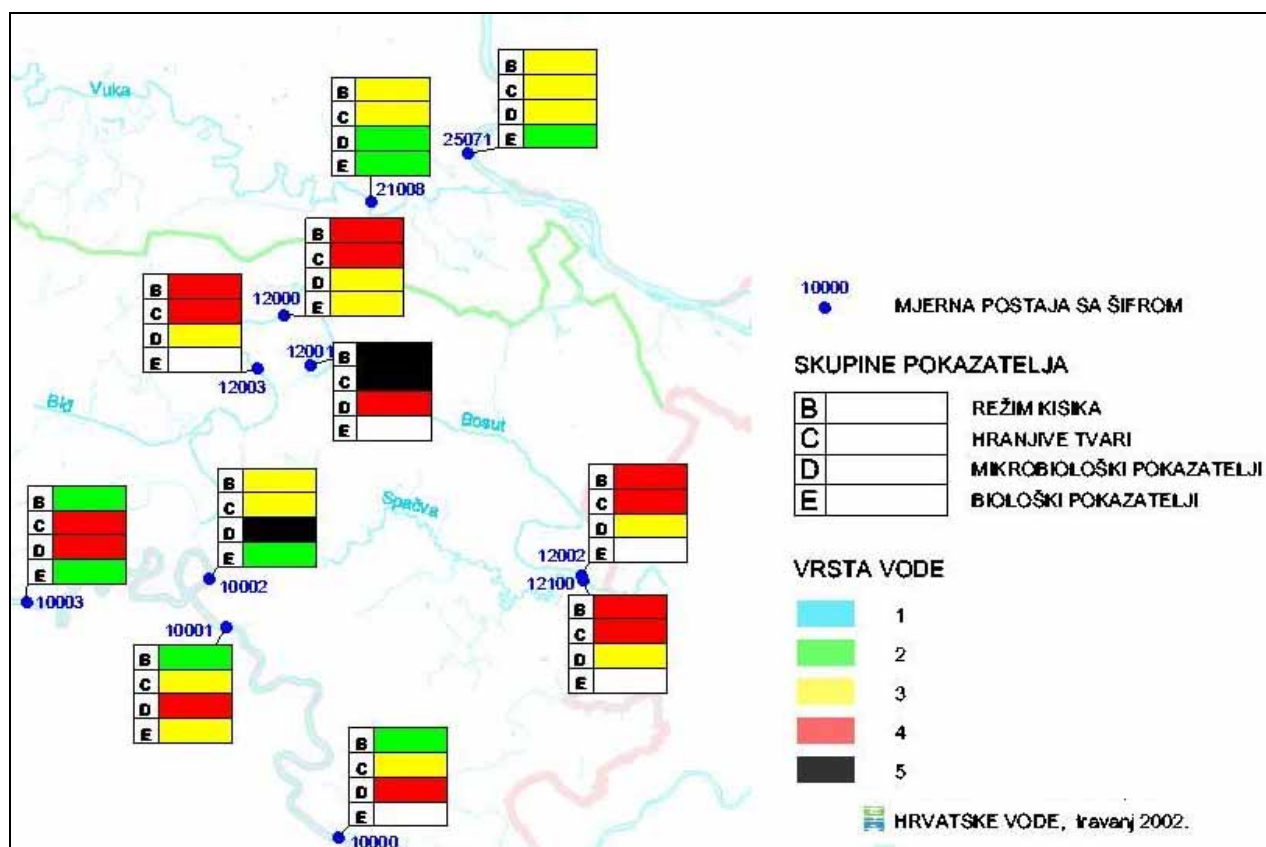 Vuka
B
C
D
E
21008
B
C
D
E
25071
B
C
D
E
12000
B
C
D
E
12003
B
C
D
E
12001
Biđ
Bosut
B
C
D
E
10003
B
C
D
E
10002
Spačva
B
C
D
E
12002
12100
B
C
D
E
10001
B
C
D
E
B
C
D
E
10000
10000
MJERNA POSTAJA SA ŠIFROM
SKUPINE POKAZATELJA
B REŽIM KISIKA
C HRANJIVE TVARI
D MIKROBIOLOŠKI POKAZATELJI
E BIOLOŠKI POKAZATELJI
VRSTA VODE
1
2
3
4
5
HRVATSKE VODE, travanj 2002.